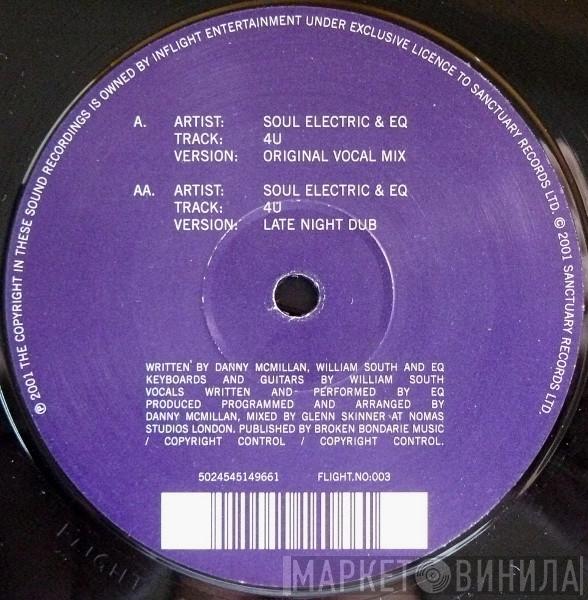 ℗ 2001 THE COPYRIGHT IN THESE SOUND RECORDINGS IS OWNED BY INFLIGHT ENTERTAINMENT UNDER EXCLUSIVE LICENCE TO SANCTUARY RECORDS LTD. © 2001 SANCTUARY RECORDS LTD.
A. ARTIST: SOUL ELECTRIC & EQ
TRACK: 4U
VERSION: ORIGINAL VOCAL MIX
AA. ARTIST: SOUL ELECTRIC & EQ
TRACK: 4U
VERSION: LATE NIGHT DUB
WRITTEN BY DANNY MCMILLAN, WILLIAM SOUTH AND EQ
KEYBOARDS AND GUITARS BY WILLIAM SOUTH
VOCALS WRITTEN AND PERFORMED BY EQ
PRODUCED PROGRAMMED AND ARRANGED BY
DANNY MCMILLAN, MIXED BY GLENN SKINNER AT NOMAS
STUDIOS LONDON. PUBLISHED BY BROKEN BONDARIE MUSIC
/ COPYRIGHT CONTROL / COPYRIGHT CONTROL.
5024545149661 FLIGHT.NO:003
FLIGHT
МАРКЕТ ВИНИЛА